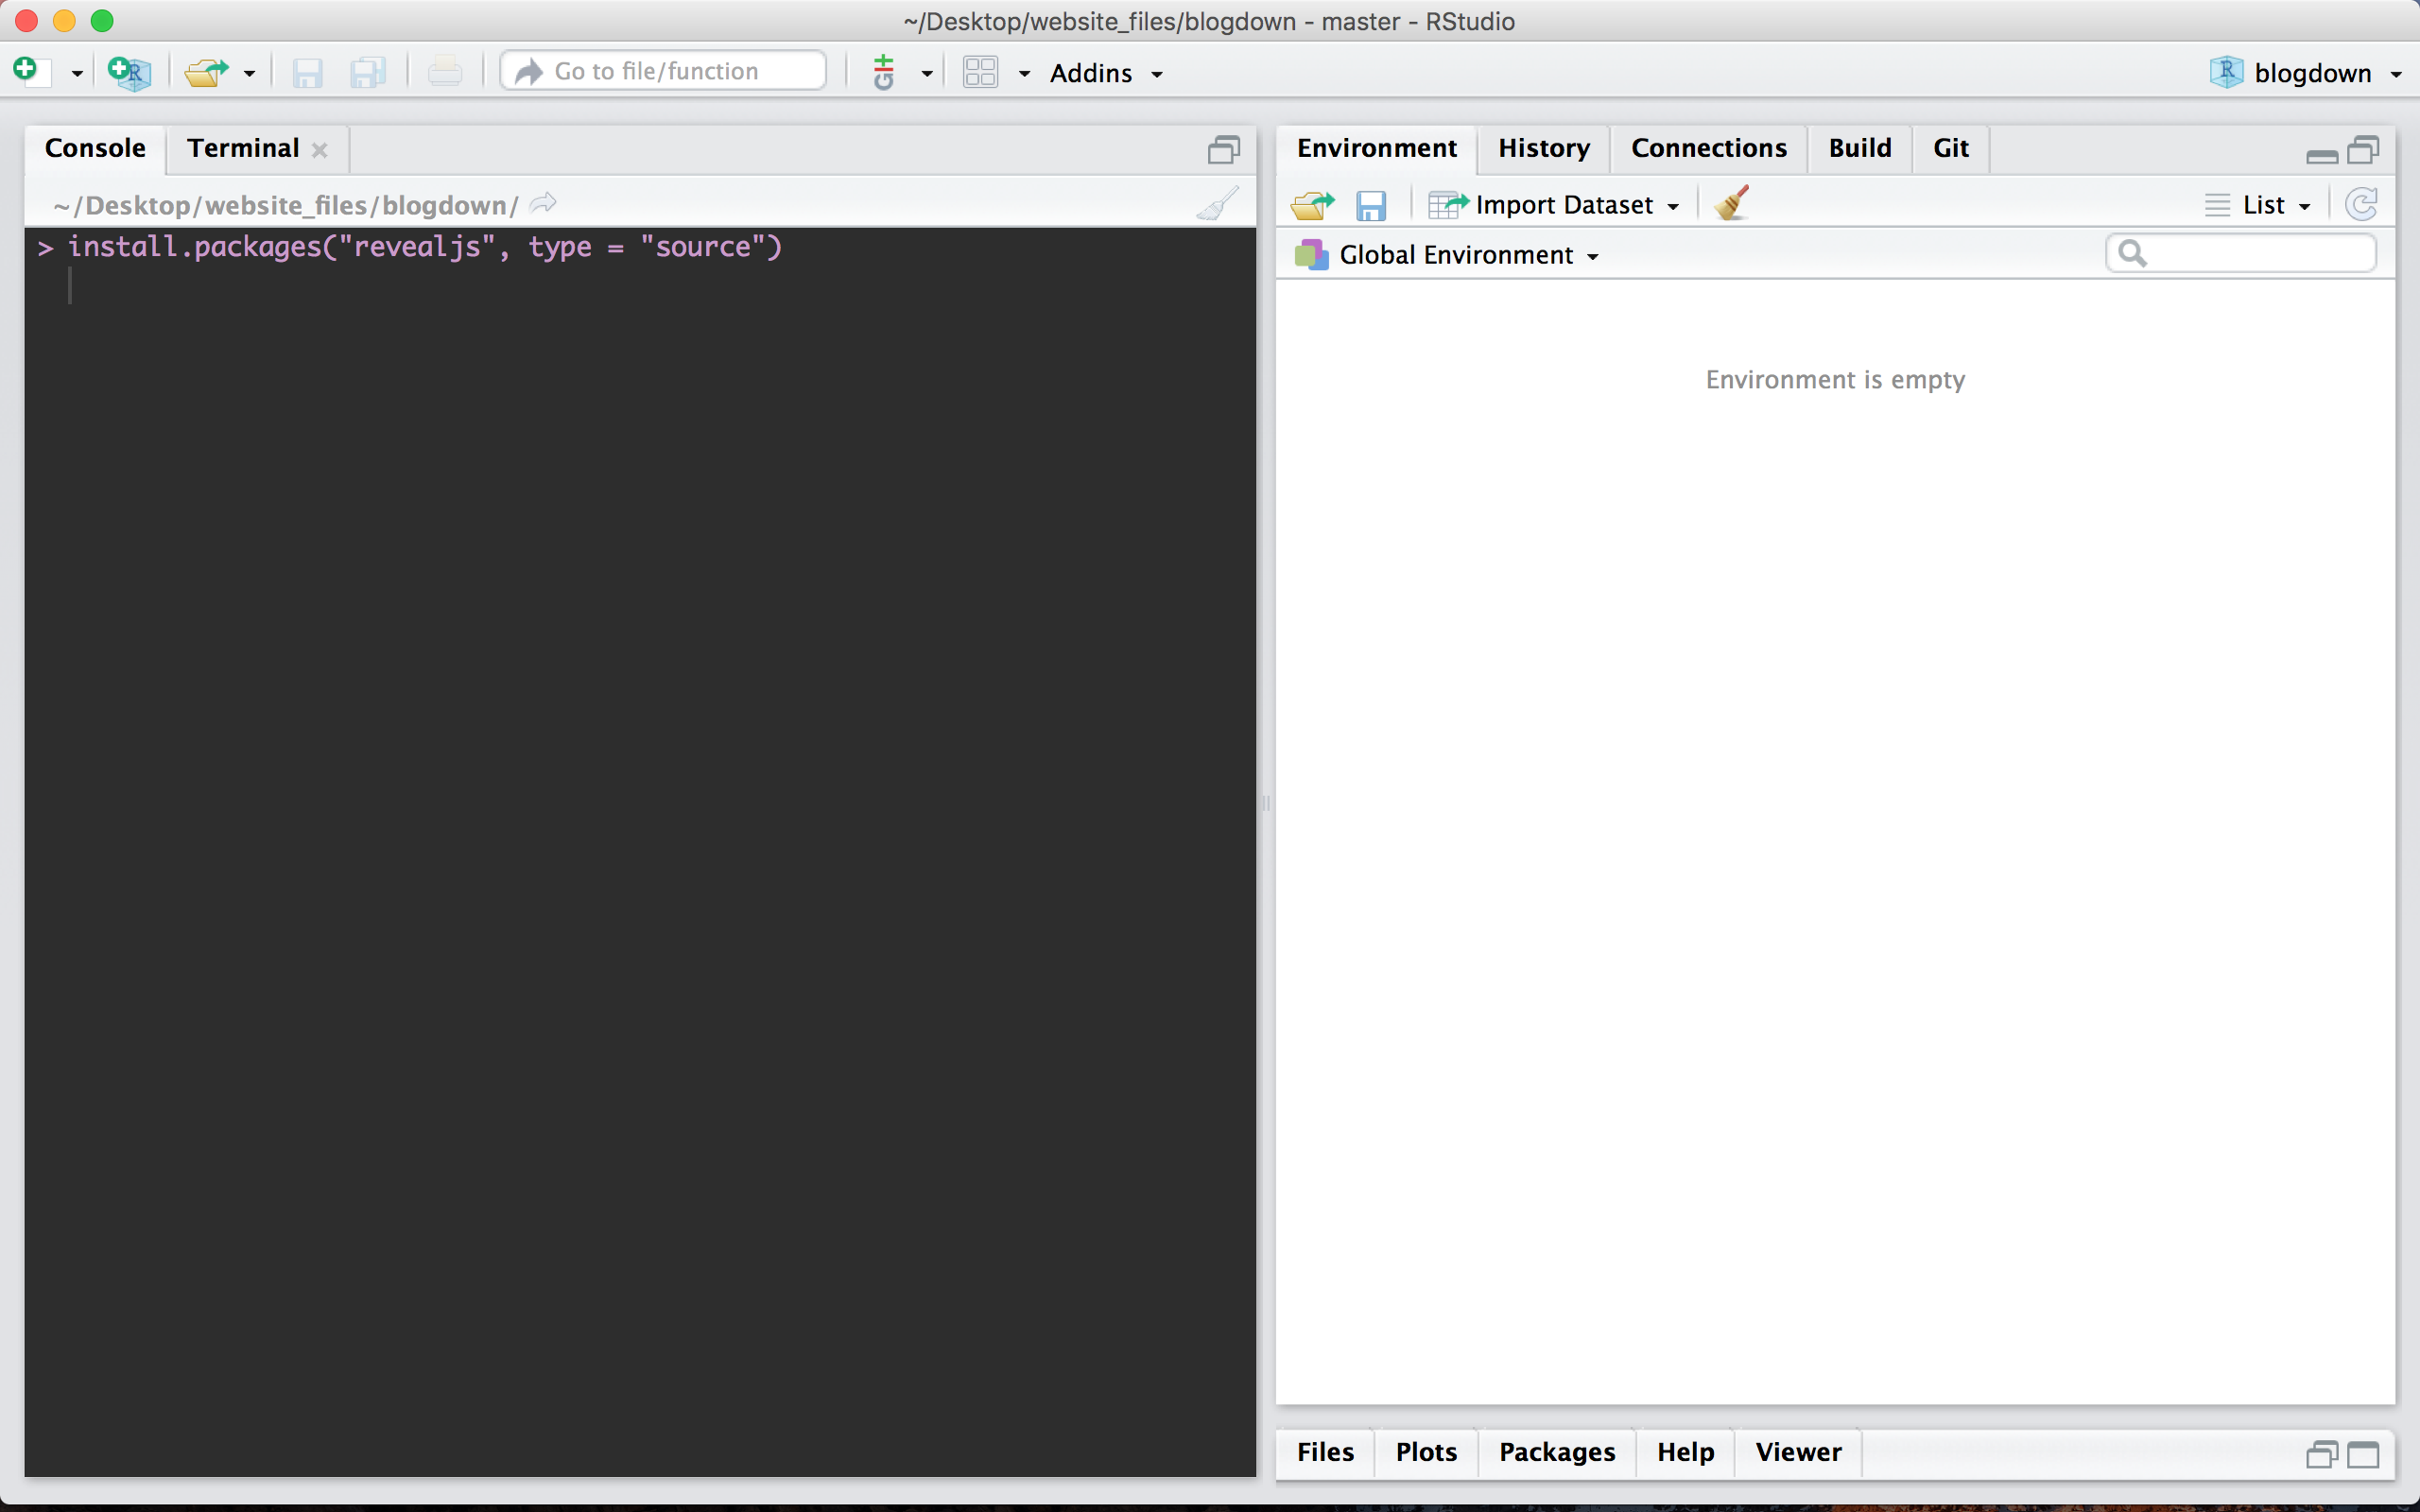 ~/Desktop/website_files/blogdown - master - RStudio
Go to file/function
Addins
blogdown
Console
Terminal
~/Desktop/website_files/blogdown/
> install.packages("revealjs", type = "source")
Environment
History
Connections
Build
Git
Import Dataset
List
Global Environment
Environment is empty
Files
Plots
Packages
Help
Viewer